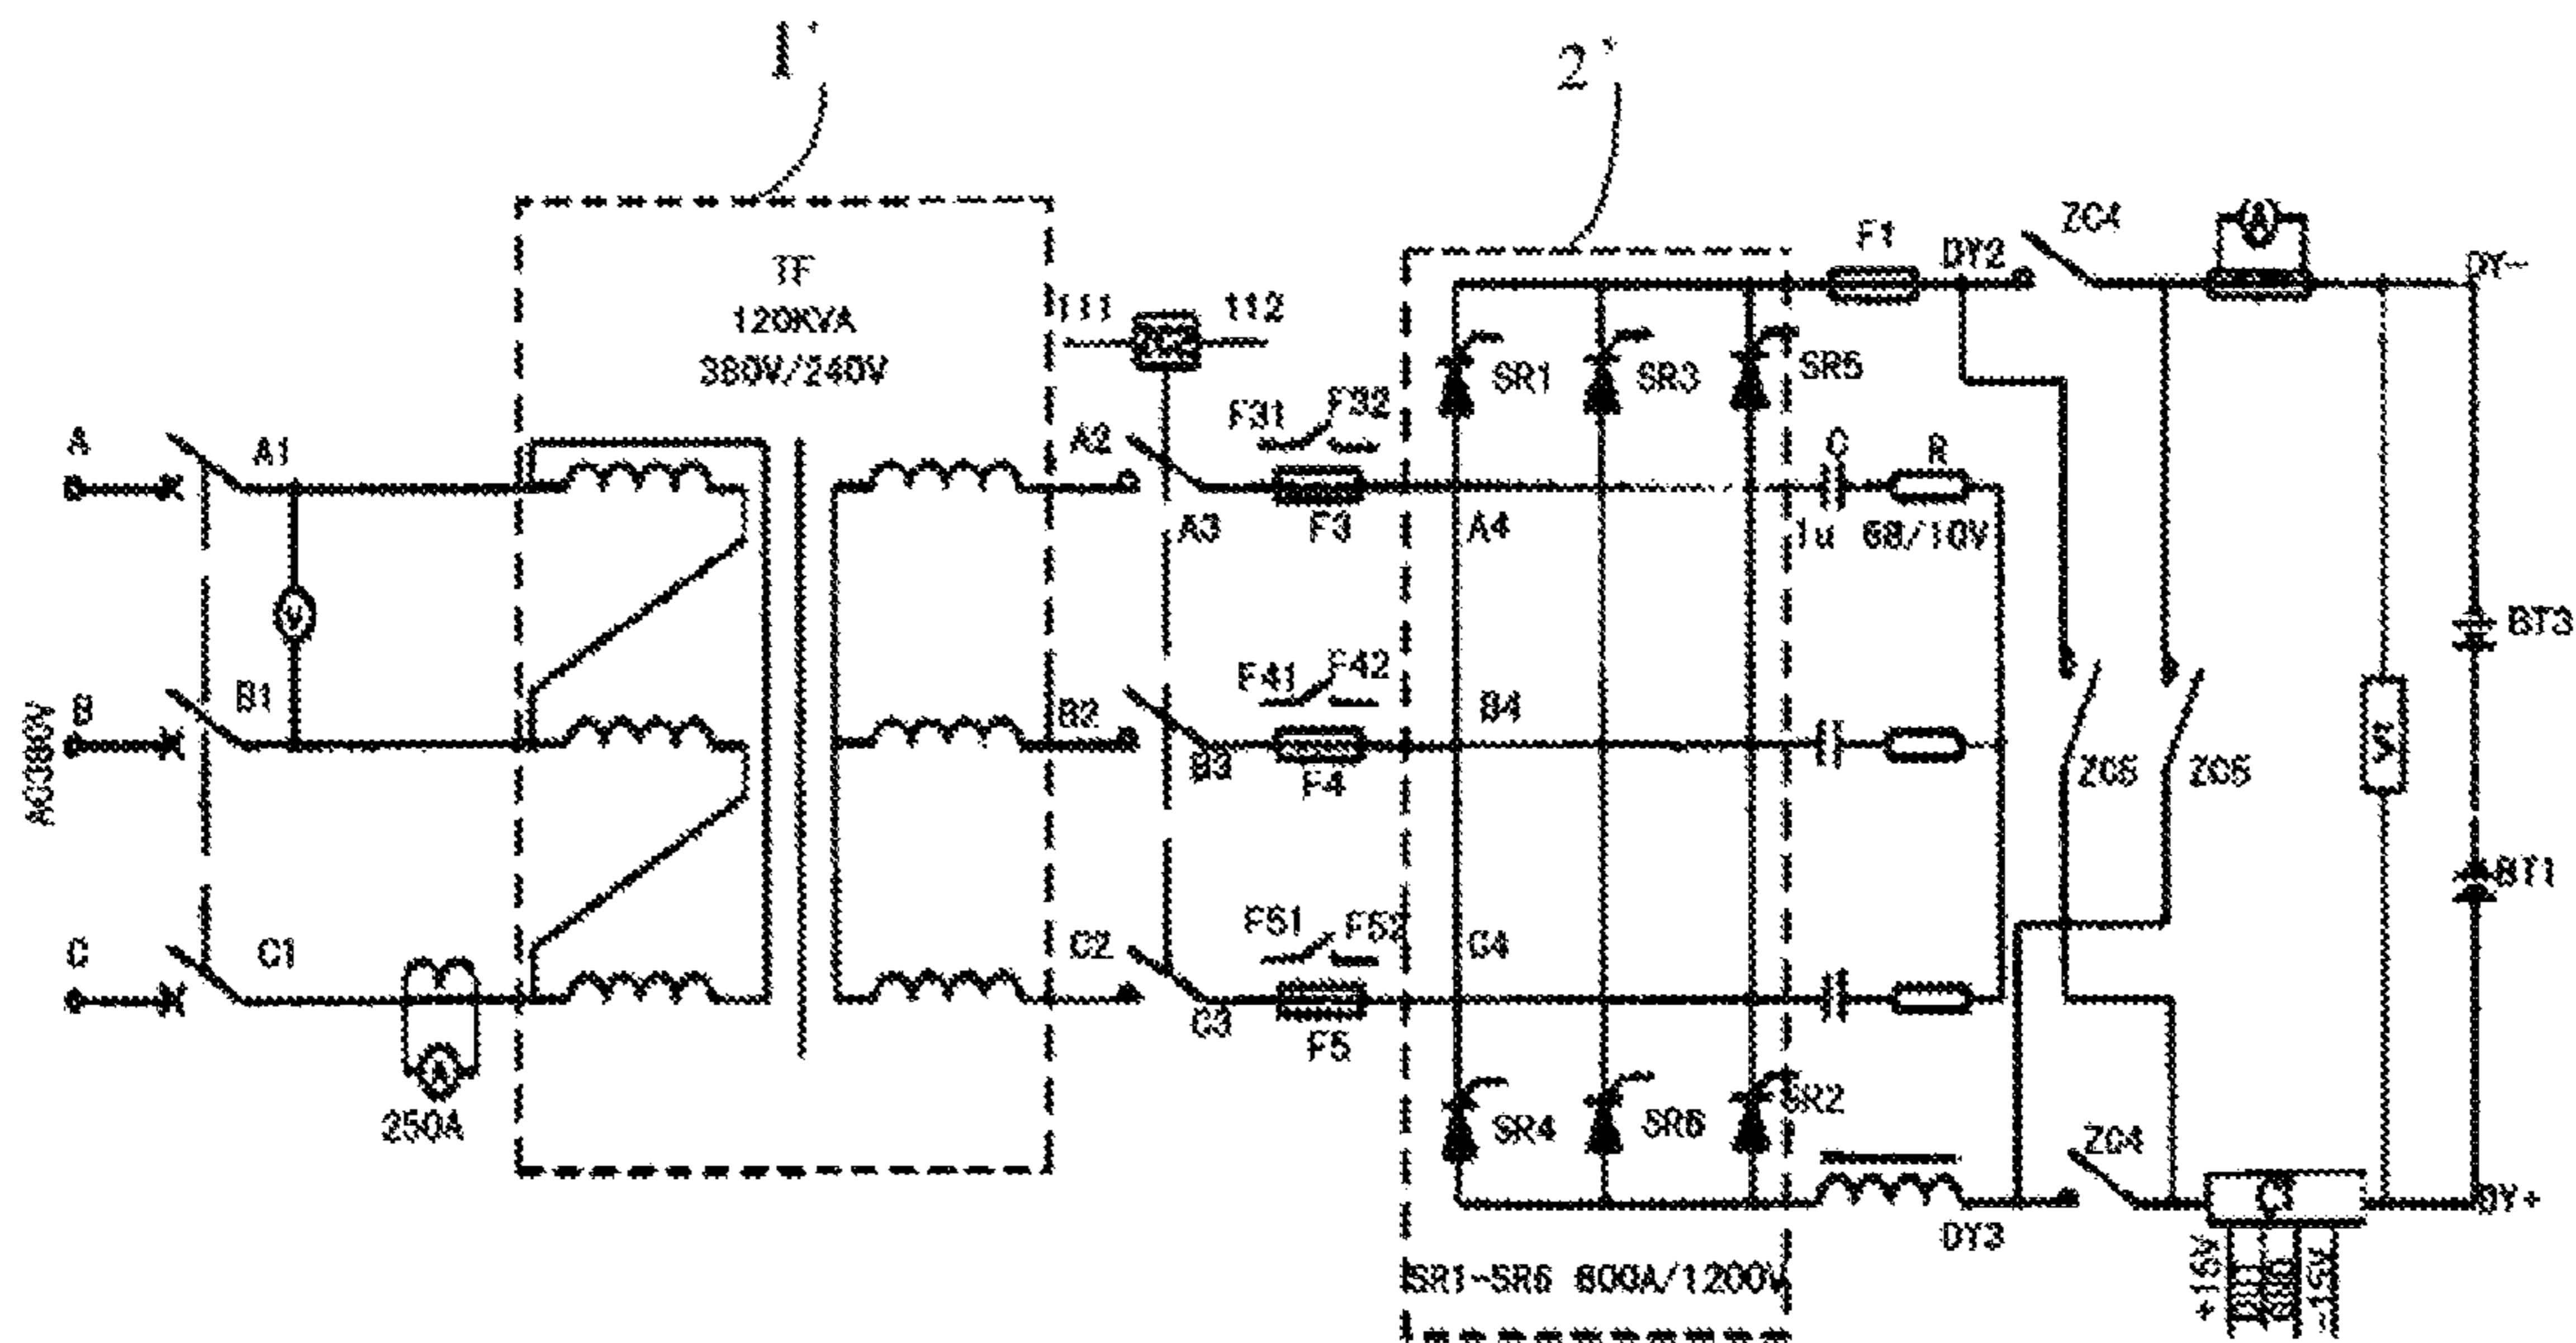 1'
2'
TF
120KVA
380V/240V
111
112
F1
DY2
ZC4
A
DY-
SR1
SR3
SR5
A
A1
A2
F31
F32
A3
F3
A4
C
R
1u
68/10V
V
BT3
B
B1
B2
F41
F42
B3
F4
B4
ZC5
ZC5
AC380V
BT1
C
C1
C2
F51
F52
C3
F5
C4
A
250A
SR4
SR6
SR2
ZC4
DY3
DY+
SR1~SR6 800A/1200V
+15V
-15V